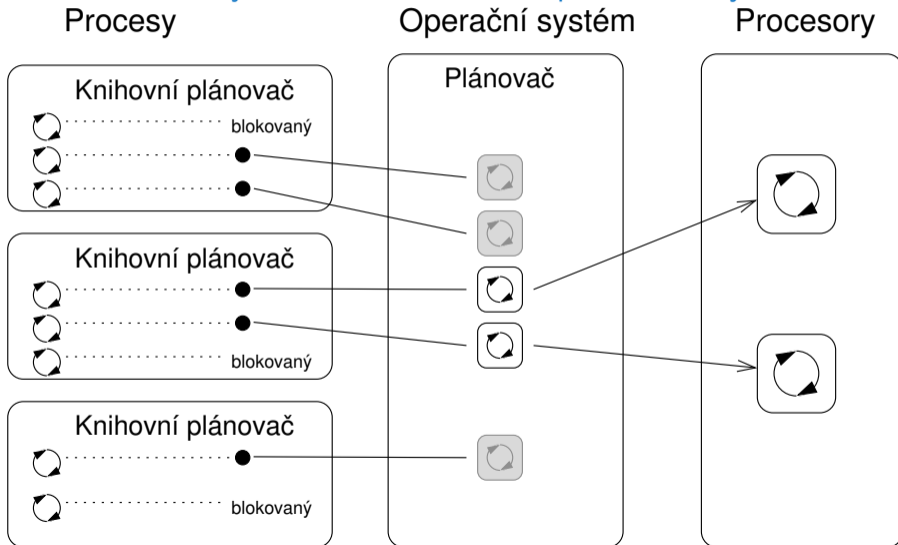 Procesy
Operační systém
Procesory
Knihovní plánovač
blokovaný
Plánovač
Knihovní plánovač
blokovaný
Knihovní plánovač
blokovaný